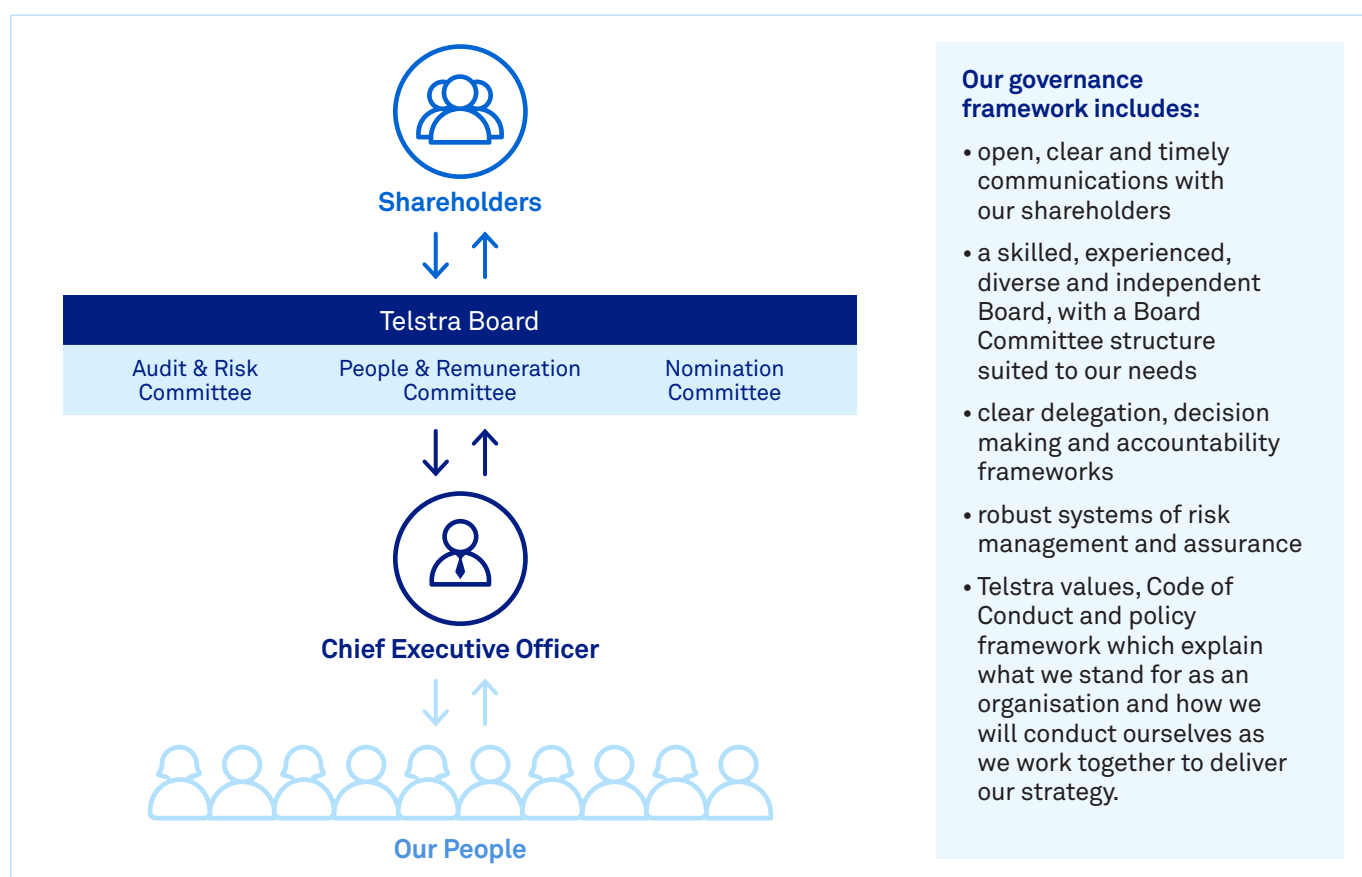 Shareholders
Telstra Board
Audit & Risk
Committee
People & Remuneration
Committee
Nomination
Committee
Chief Executive Officer
Our People
Our governance
framework includes:
• open, clear and timely
communications with
our shareholders
• a skilled, experienced,
diverse and independent
Board, with a Board
Committee structure
suited to our needs
• clear delegation, decision
making and accountability
frameworks
• robust systems of risk
management and assurance
• Telstra values, Code of
Conduct and policy
framework which explain
what we stand for as an
organisation and how we
will conduct ourselves as
we work together to deliver
our strategy.